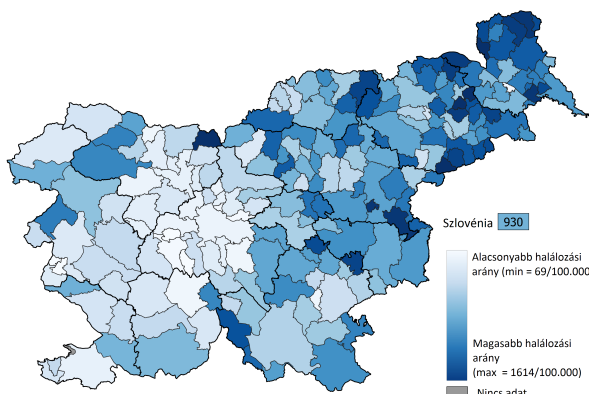 Szlovénia 930
Alacsonyabb halálozási
arány (min = 69/100.000
Magasabb halálozási
arány
(max = 1614/100.000)
Nincs adat